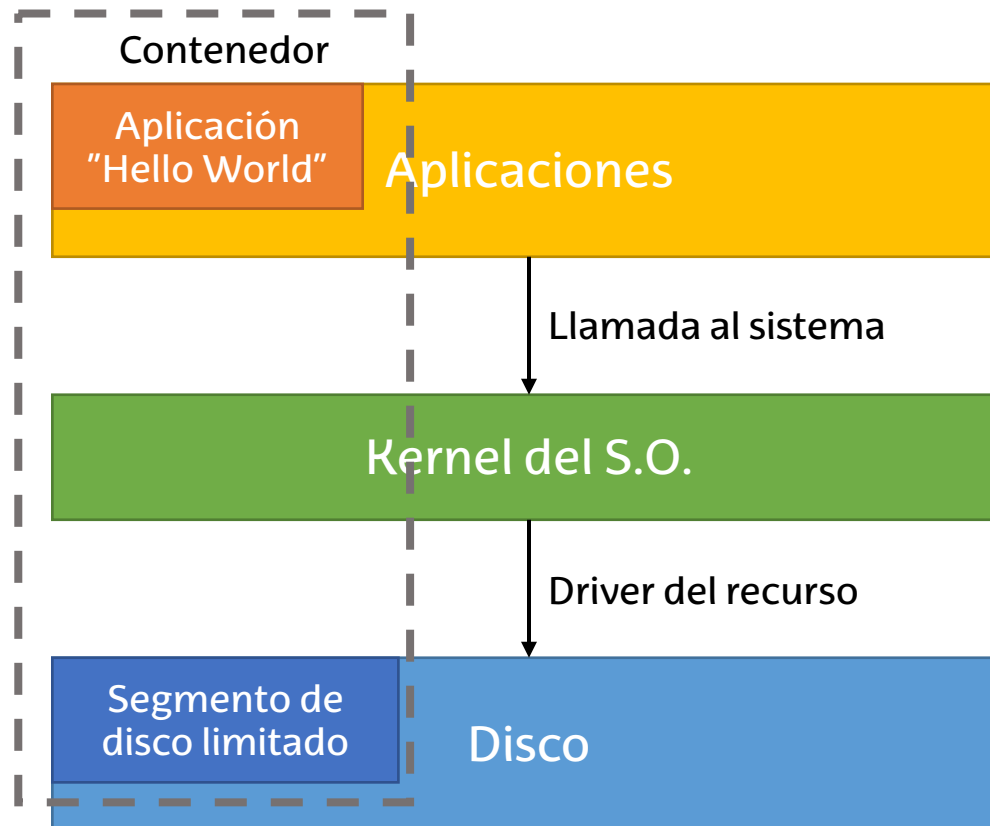 Contenedor
Aplicación
”Hello World”
Aplicaciones
Llamada al sistema
Kernel del S.O.
Driver del recurso
Segmento de
disco limitado
Disco